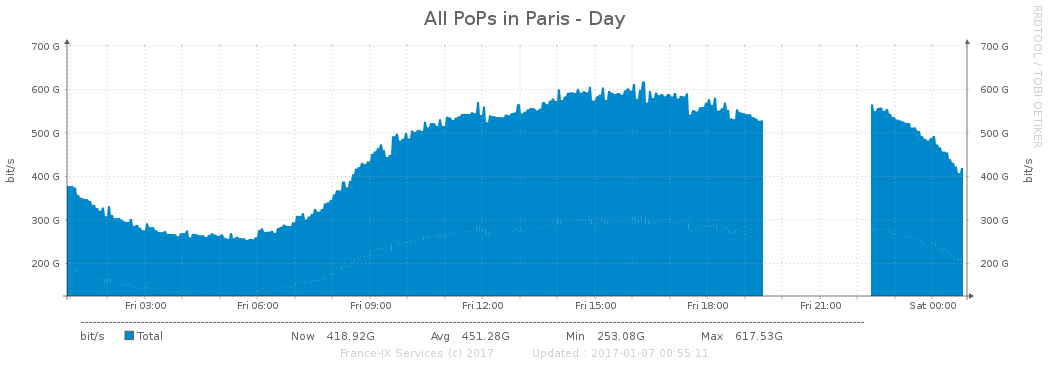 All PoPs in Paris - Day
RRDTOOL / TOBI OETIKER
700 G 700 G
600 G 600 G
500 G 500 G
400 G 400 G
300 G 300 G
200 G 200 G
bit/s bit/s
Fri 03:00 Fri 06:00 Fri 09:00 Fri 12:00 Fri 15:00 Fri 18:00 Fri 21:00 Sat 00:00
bit/s Total Now 418.92G Avg 451.28G Min 253.08G Max 617.53G
France-IX Services (c) 2017 Updated : 2017-01-07 00:55:11